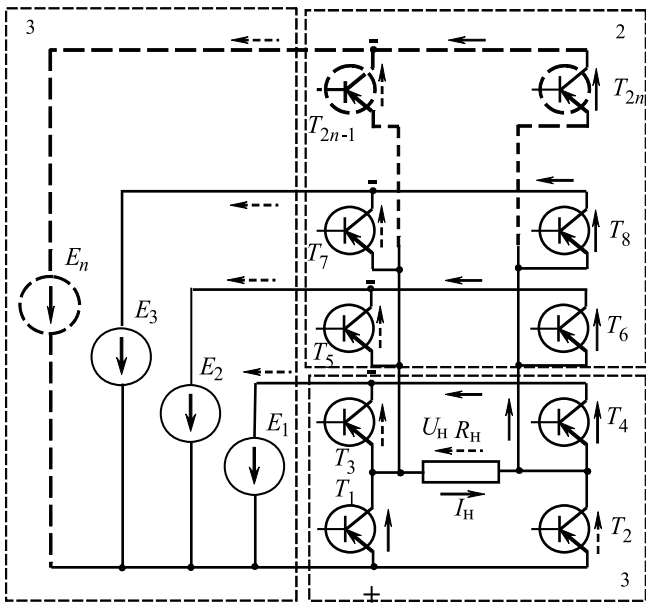 3
2
T2n-1
T2n
T7
T8
En
E3
T5
T6
E2
E1
T3
Uн Rн
T4
T1
Iн
T2
3
+